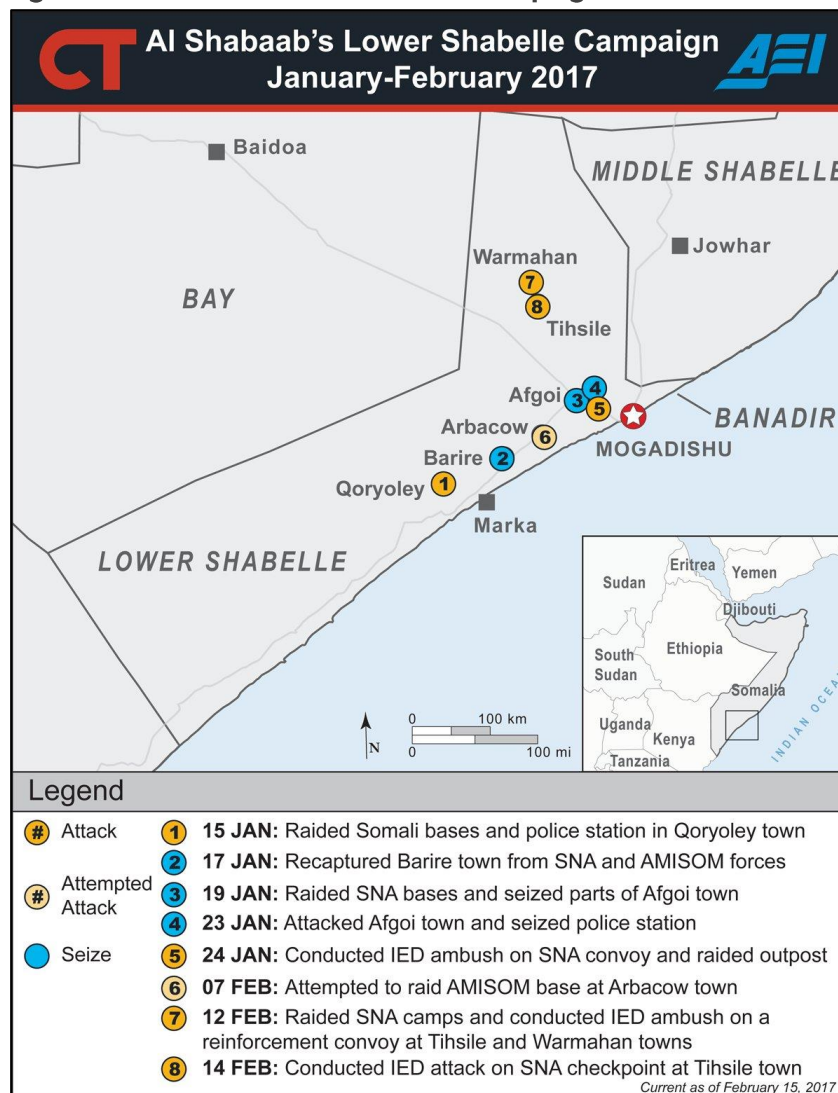 CT
Al Shabaab's Lower Shabelle Campaign
January-February 2017
AEI
Baidoa
MIDDLE SHABELLE
Jowhar
Warmahan
7
BAY
8
Tihsile
4
Afgoi
3
5
BANADIR
Arbacow
6
MOGADISHU
Barire
2
Qoryoley
1
Marka
LOWER SHABELLE
Eritrea
Yemen
Sudan
Djibouti
Ethiopia
South
Sudan
Somalia
Uganda
Kenya
Tanzania
0 100 km
0 100 mi
N
Legend
# Attack
# Attempted
Attack
Seize
1 15 JAN: Raided Somali bases and police station in Qoryoley town
2 17 JAN: Recaptured Barire town from SNA and AMISOM forces
3 19 JAN: Raided SNA bases and seized parts of Afgoi town
4 23 JAN: Attacked Afgoi town and seized police station
5 24 JAN: Conducted IED ambush on SNA convoy and raided outpost
6 07 FEB: Attempted to raid AMISOM base at Arbacow town
7 12 FEB: Raided SNA camps and conducted IED ambush on a
reinforcement convoy at Tihsile and Warmahan towns
8 14 FEB: Conducted IED attack on SNA checkpoint at Tihsile town
Current as of February 15, 2017